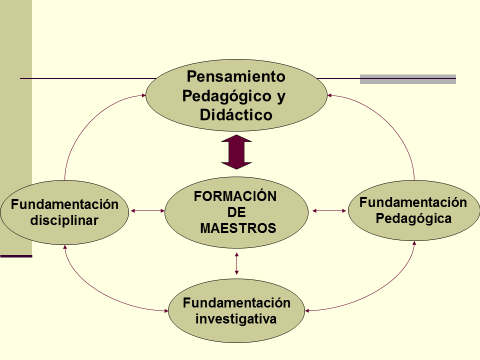 Pensamiento
Pedagógico y
Didáctico
Fundamentación
disciplinar
FORMACIÓN
DE
MAESTROS
Fundamentación
Pedagógica
Fundamentación
investigativa